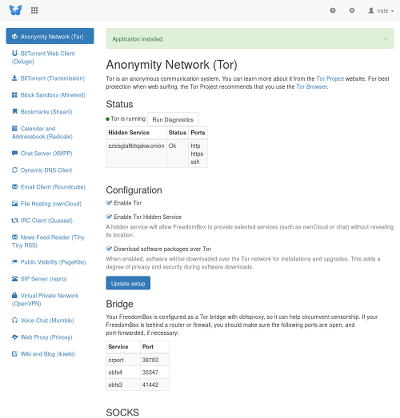 nate
Anonymity Network (Tor)
BitTorrent Web Client
(Deluge)
BitTorrent (Transmission)
Block Sandbox (Minetest)
Bookmarks (Shaarli)
Calendar and
Addressbook (Radicale)
Chat Server (XMPP)
Dynamic DNS Client
Email Client (Roundcube)
File Hosting (ownCloud)
IRC Client (Quassel)
News Feed Reader (Tiny
Tiny RSS)
Public Visibility (PageKite)
SIP Server (repro)
Virtual Private Network
(OpenVPN)
Voice Chat (Mumble)
Web Proxy (Privoxy)
Wiki and Blog (ikiwiki)
Application installed.
×
Anonymity Network (Tor)
Tor is an anonymous communication system. You can learn more about it from the Tor Project website. For best
protection when web surfing, the Tor Project recommends that you use the Tor Browser.
Status
Tor is running Run Diagnostics
Hidden Service Status Ports
Ok http
https
ssh
Configuration
Enable Tor
Enable Tor Hidden Service
A hidden service will allow FreedomBox to provide selected services (such as ownCloud or chat) without revealing
its location.
Download software packages over Tor
When enabled, software will be downloaded over the Tor network for installations and upgrades. This adds a
degree of privacy and security during software downloads.
Update setup
Bridge
Your FreedomBox is configured as a Tor bridge with obfsproxy, so it can help circumvent censorship. If your
FreedomBox is behind a router or firewall, you should make sure the following ports are open, and
port-forwarded, if necessary:
Service Port
orport 38783
obfs4 35347
obfs3 41442
SOCKS